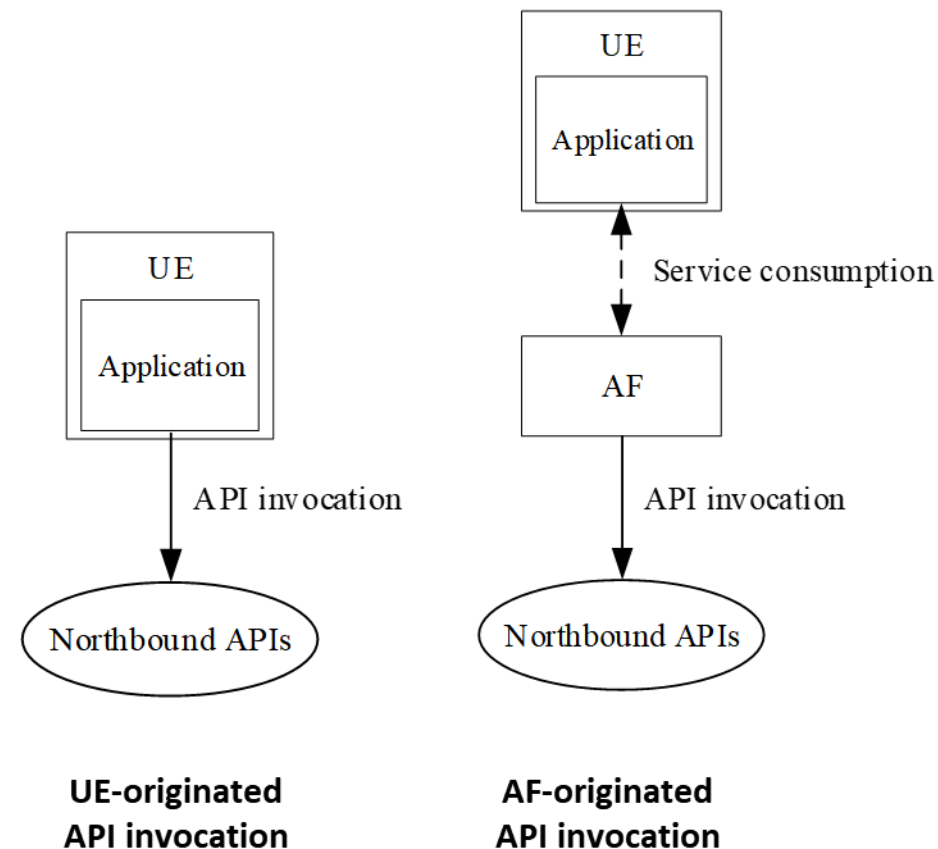 UE
Application
API invocation
Northbound APIs
UE-originated
API invocation
UE
Application
Service consumption
AF
API invocation
Northbound APIs
AF-originated
API invocation